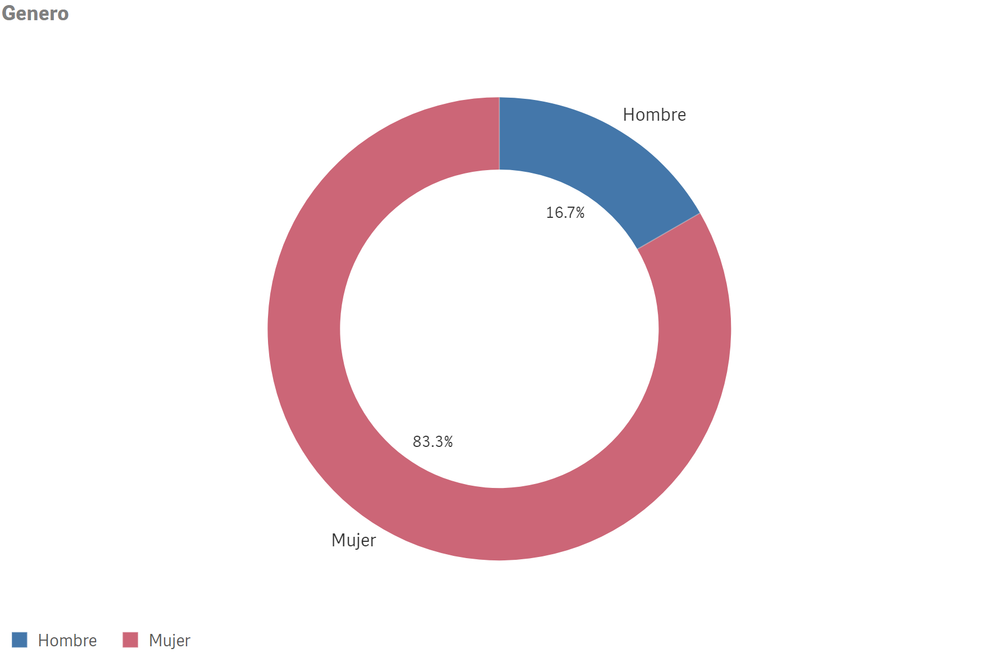 Genero
Hombre
16.7%
83.3%
Mujer
Hombre Mujer